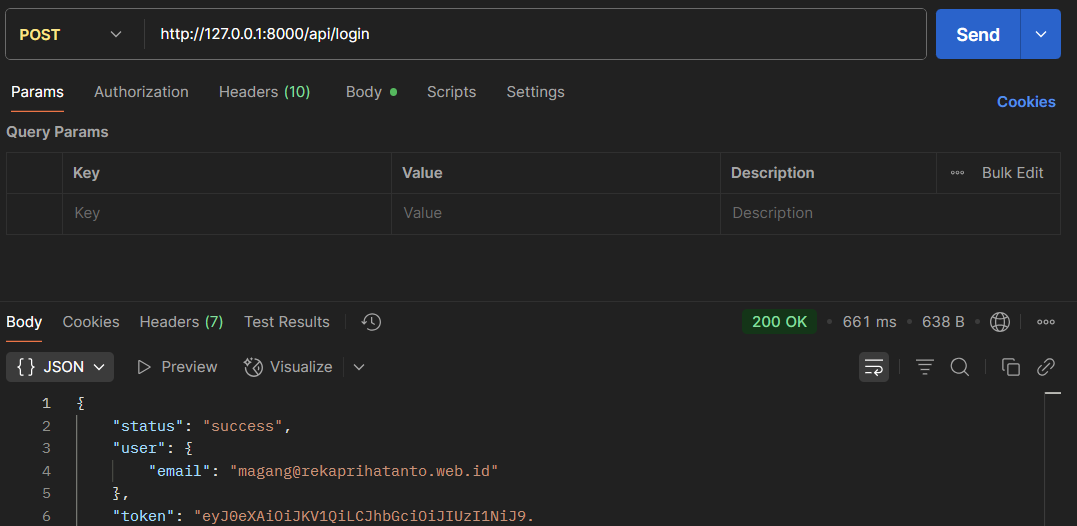 POST http://127.0.0.1:8000/api/login Send
Params Authorization Headers (10) Body Scripts Settings Cookies
Query Params
Key Value Description Bulk Edit
Key Value Description
Body Cookies Headers (7) Test Results 200 OK • 661 ms • 638 B
{} JSON Preview Visualize
1 {
2 "status": "success",
3 "user": {
4 "email": "magang@rekaprihatanto.web.id"
5 },
6 "token": "eyJ0eXAiOiJKV1QiLCJhbGciOiJIUzI1NiJ9.